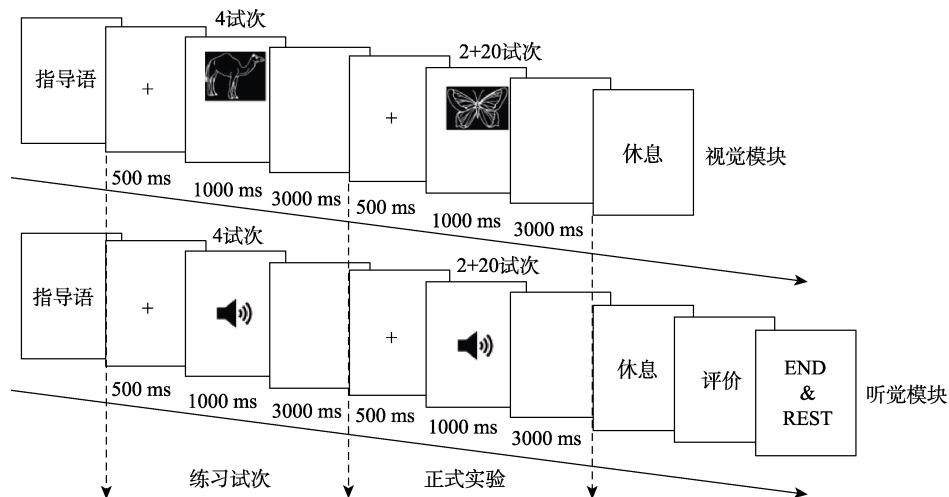 4试次
指导语
+
2+20试次
+
休息
视觉模块
500 ms
1000 ms
3000 ms
500 ms
1000 ms
3000 ms
4试次
指导语
+
2+20试次
+
休息
评价
END
&
REST
听觉模块
500 ms
1000 ms
3000 ms
500 ms
1000 ms
3000 ms
练习试次
正式实验